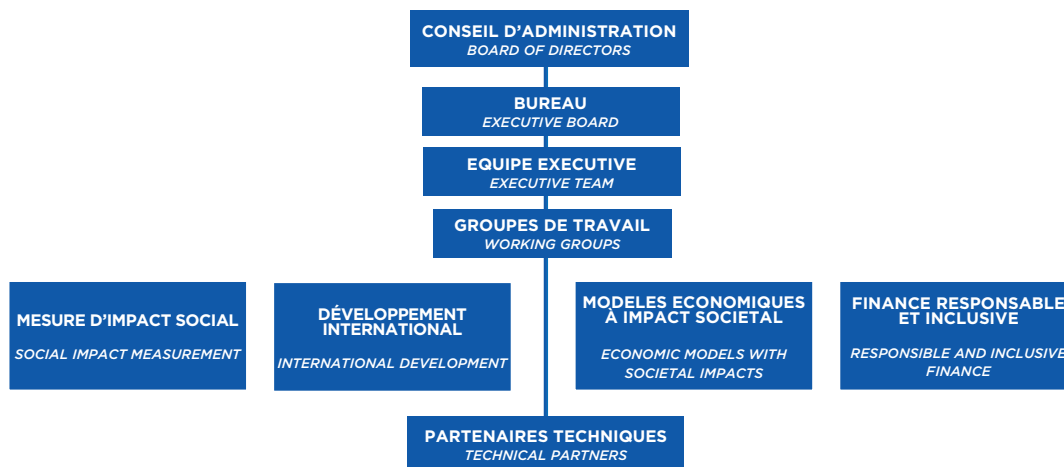 CONSEIL D'ADMINISTRATION
BOARD OF DIRECTORS
BUREAU
EXECUTIVE BOARD
EQUIPE EXECUTIVE
EXECUTIVE TEAM
GROUPES DE TRAVAIL
WORKING GROUPS
MESURE D'IMPACT SOCIAL
SOCIAL IMPACT MEASUREMENT
DÉVELOPPEMENT
INTERNATIONAL
INTERNATIONAL DEVELOPMENT
MODELES ECONOMIQUES
À IMPACT SOCIETAL
ECONOMIC MODELS WITH
SOCIETAL IMPACTS
FINANCE RESPONSABLE
ET INCLUSIVE
RESPONSIBLE AND INCLUSIVE
FINANCE
PARTENAIRES TECHNIQUES
TECHNICAL PARTNERS